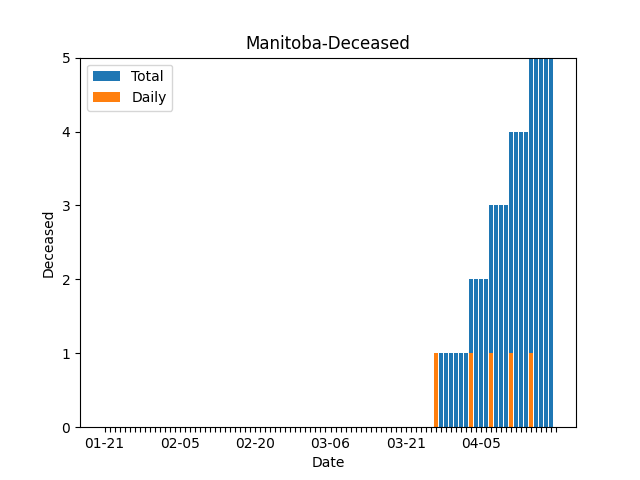 Manitoba-Deceased
Total
Daily
Deceased
5
4
3
2
1
0
01-21 02-05 02-20 03-06 03-21 04-05
Date